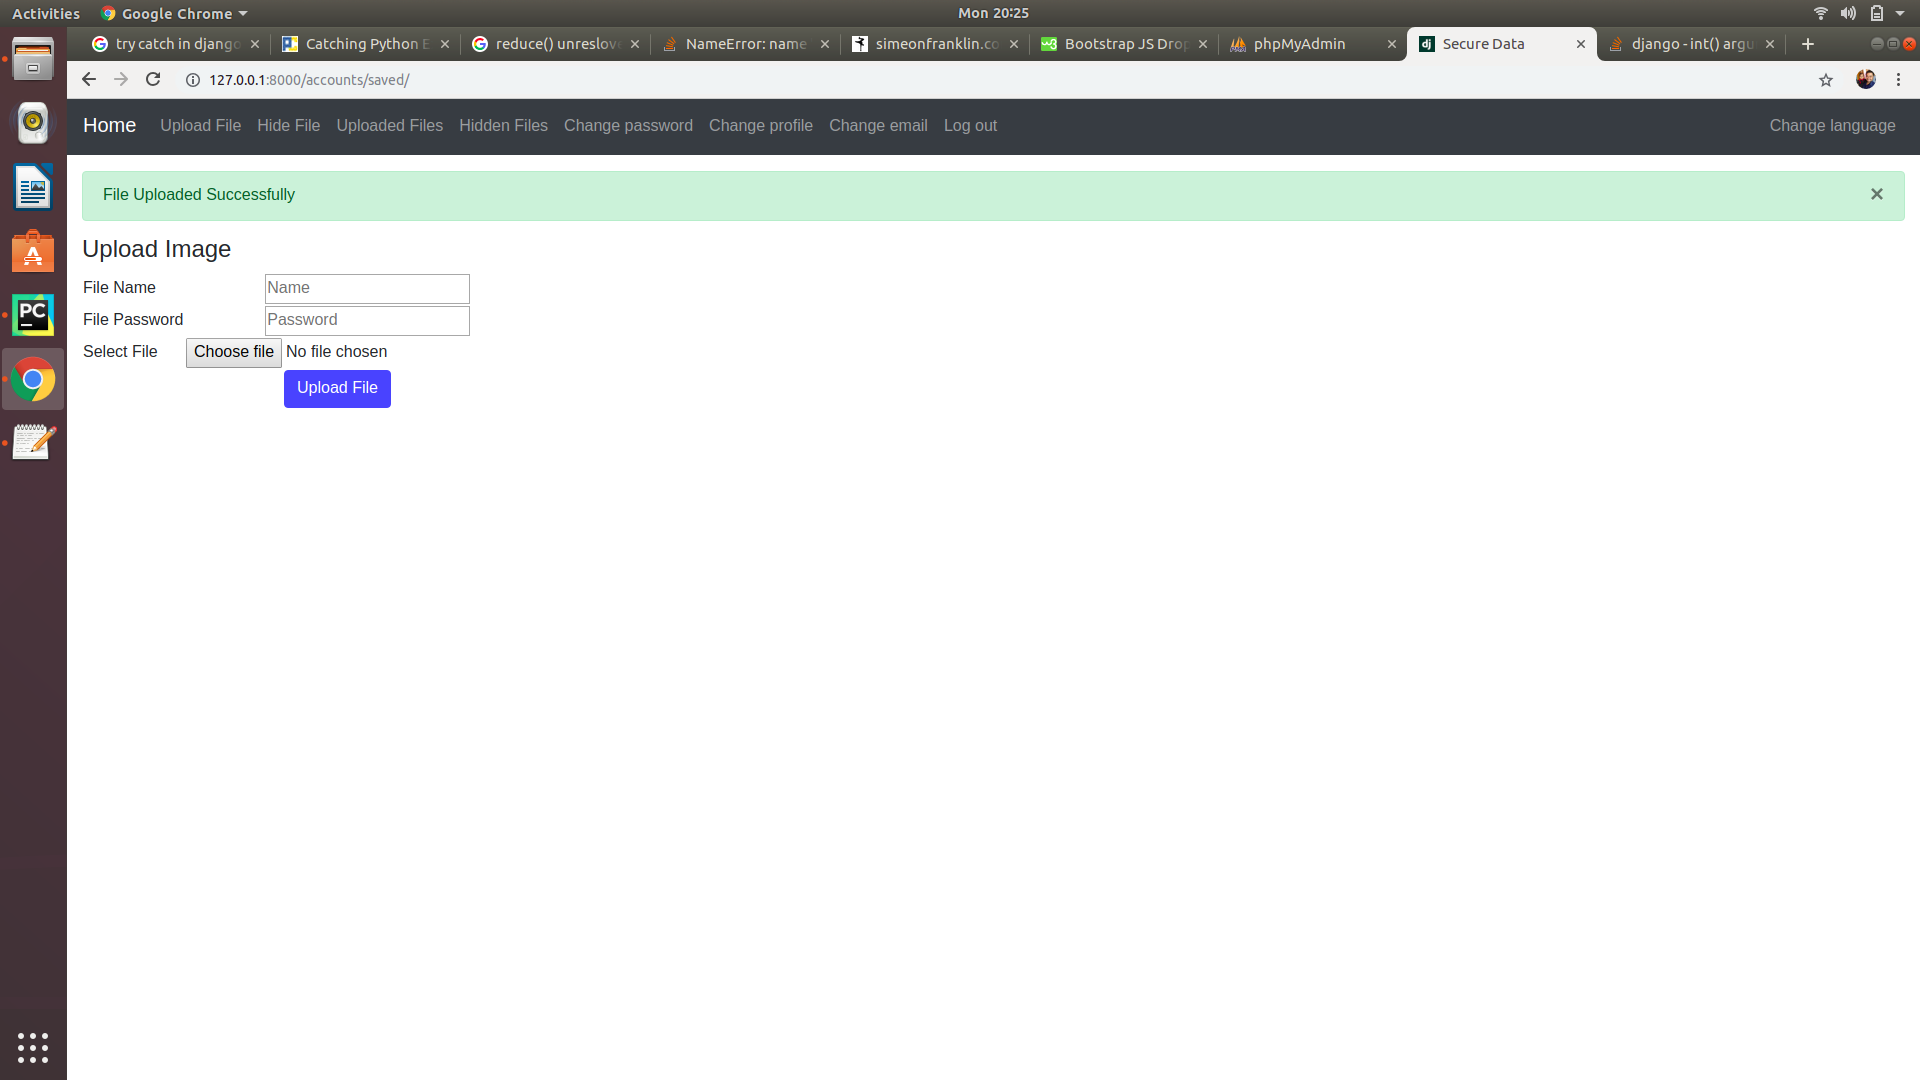 Activities Google Chrome Mon 20:25
try catch in django Catching Python E reduce() unreslove NameError: name simeonfranklin.co Bootstrap JS Drop phpMyAdmin Secure Data django - int() argu
127.0.0.1:8000/accounts/saved/
Home Upload File Hide File Uploaded Files Hidden Files Change password Change profile Change email Log out Change language
File Uploaded Successfully ×
Upload Image
File Name Name
File Password Password
Select File Choose file No file chosen
Upload File